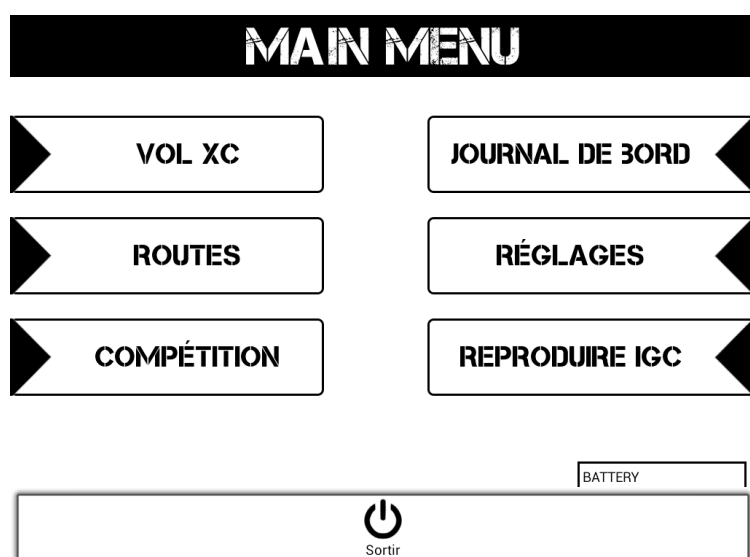 MAIN MENU
VOL XC
JOURNAL DE BORD
ROUTES
RÉGLAGES
COMPÉTITION
REPRODUIRE IGC
BATTERY
Sortir